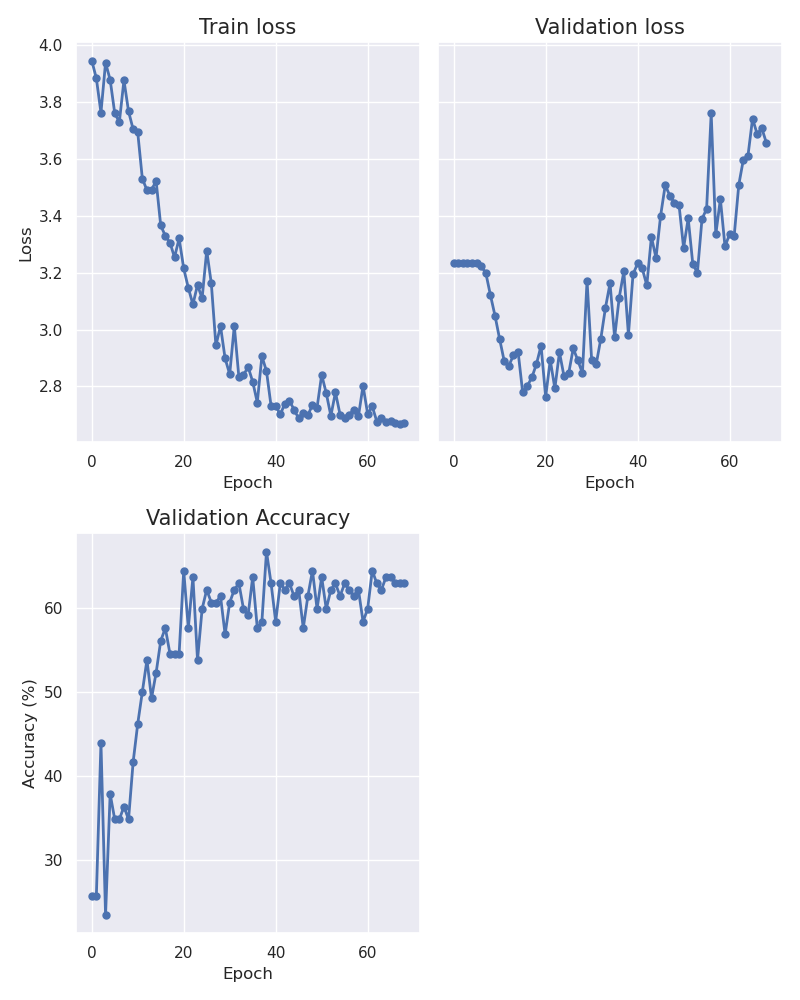 Train loss
Validation loss
4.0
3.8
3.6
3.4
3.2
3.0
2.8
Loss
0 20 40 60
Epoch
0 20 40 60
Epoch
Validation Accuracy
60
50
40
30
Accuracy (%)
0 20 40 60
Epoch